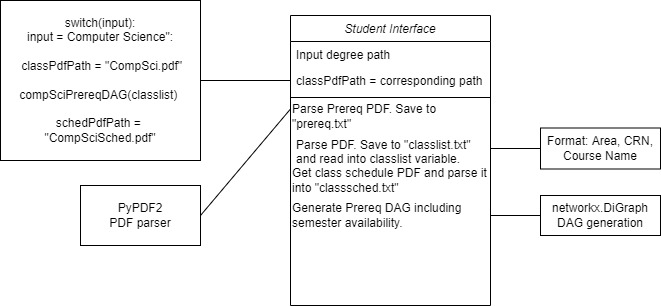 switch(input):
input = Computer Science":
classPdfPath = "CompSci.pdf"
compSciPrereqDAG(classlist)
schedPdfPath =
"CompSciSched.pdf"
Student Interface
Input degree path
classPdfPath = corresponding path
Parse Prereq PDF. Save to
"prereq.txt"
Parse PDF. Save to "classlist.txt"
and read into classlist variable.
Get class schedule PDF and parse it
into "classsched.txt"
Generate Prereq DAG including
semester availability.
Format: Area, CRN,
Course Name
PyPDF2
PDF parser
networkx.DiGraph
DAG generation